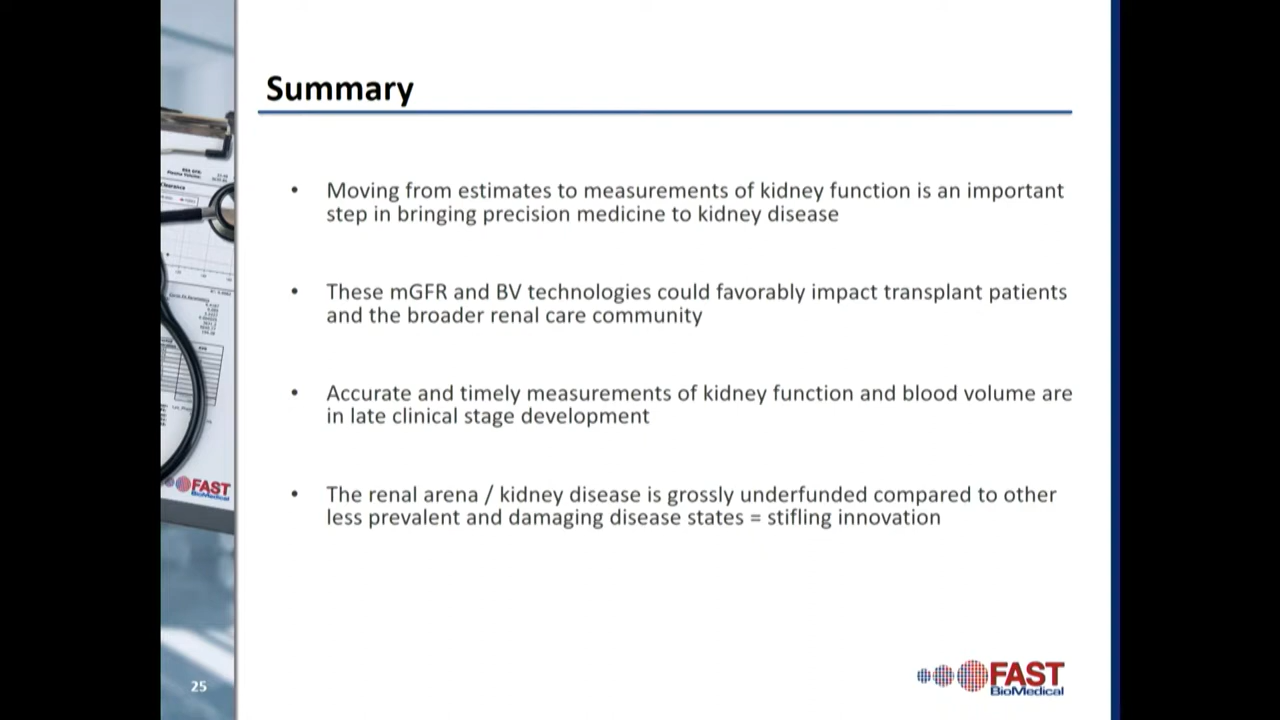 Summary
• Moving from estimates to measurements of kidney function is an important
step in bringing precision medicine to kidney disease
• These mGFR and BV technologies could favorably impact transplant patients
and the broader renal care community
• Accurate and timely measurements of kidney function and blood volume are
in late clinical stage development
• The renal arena / kidney disease is grossly underfunded compared to other
less prevalent and damaging disease states = stifling innovation
Clearance
FAST
BioMedical
25
FAST
BioMedical